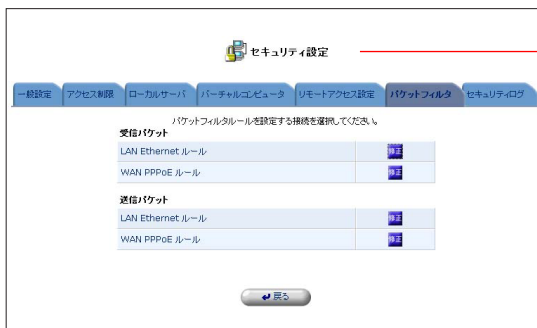 セキュリティ設定
一般設定 アクセス制限 ローカルサーバ バーチャルコンピュータ リモートアクセス設定 パケットフィルタ セキュリティログ
パケットフィルタルールを設定する接続を選択してください。
受信パケット
LAN Ethernet ルール 修正
WAN PPPoE ルール 修正
送信パケット
LAN Ethernet ルール 修正
WAN PPPoE ルール 修正
戻る